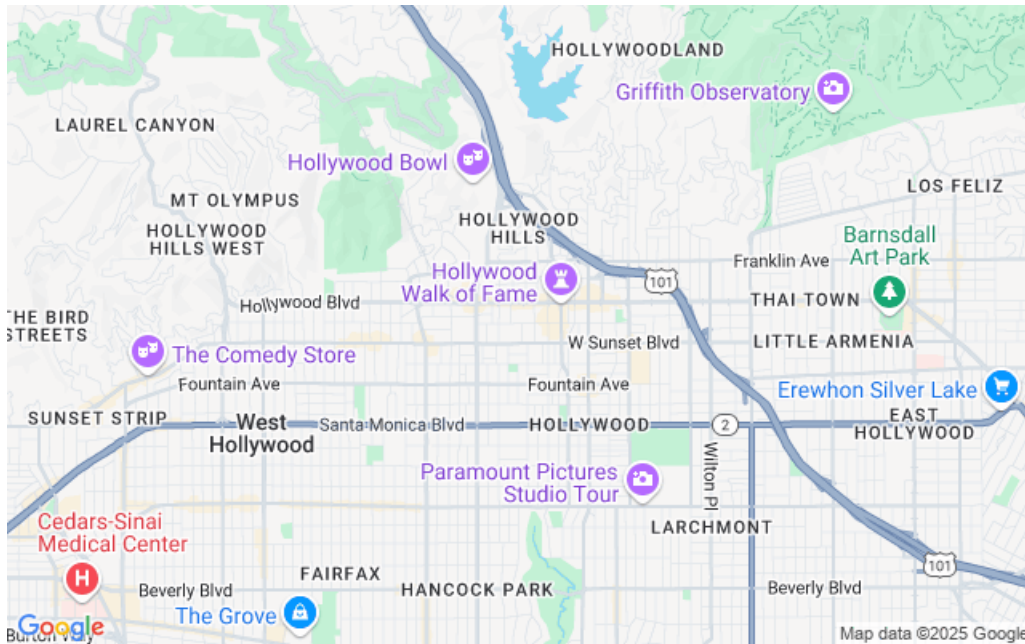 HOLLYWOODLAND
Griffith Observatory
LAUREL CANYON
Hollywood Bowl
LOS FELIZ
MT OLYMPUS
HOLLYWOOD
HILLS
HOLLYWOOD
HILLS WEST
Barnsdall
Art Park
Franklin Ave
Hollywood
Walk of Fame
101
THAI TOWN
Hollywood Blvd
THE BIRD
STREETS
W Sunset Blvd
LITTLE ARMENIA
The Comedy Store
Fountain Ave
Fountain Ave
Erewhon Silver Lake
SUNSET STRIP
West
Hollywood
Santa Monica Blvd
HOLLYWOOD
2
EAST
HOLLYWOOD
Wilton Pl
Paramount Pictures
Studio Tour
LARCHMONT
Cedars-Sinai
Medical Center
H
101
FAIRFAX
Beverly Blvd
HANCOCK PARK
Beverly Blvd
The Grove
Google
Burton Way
Map data ©2025 Google